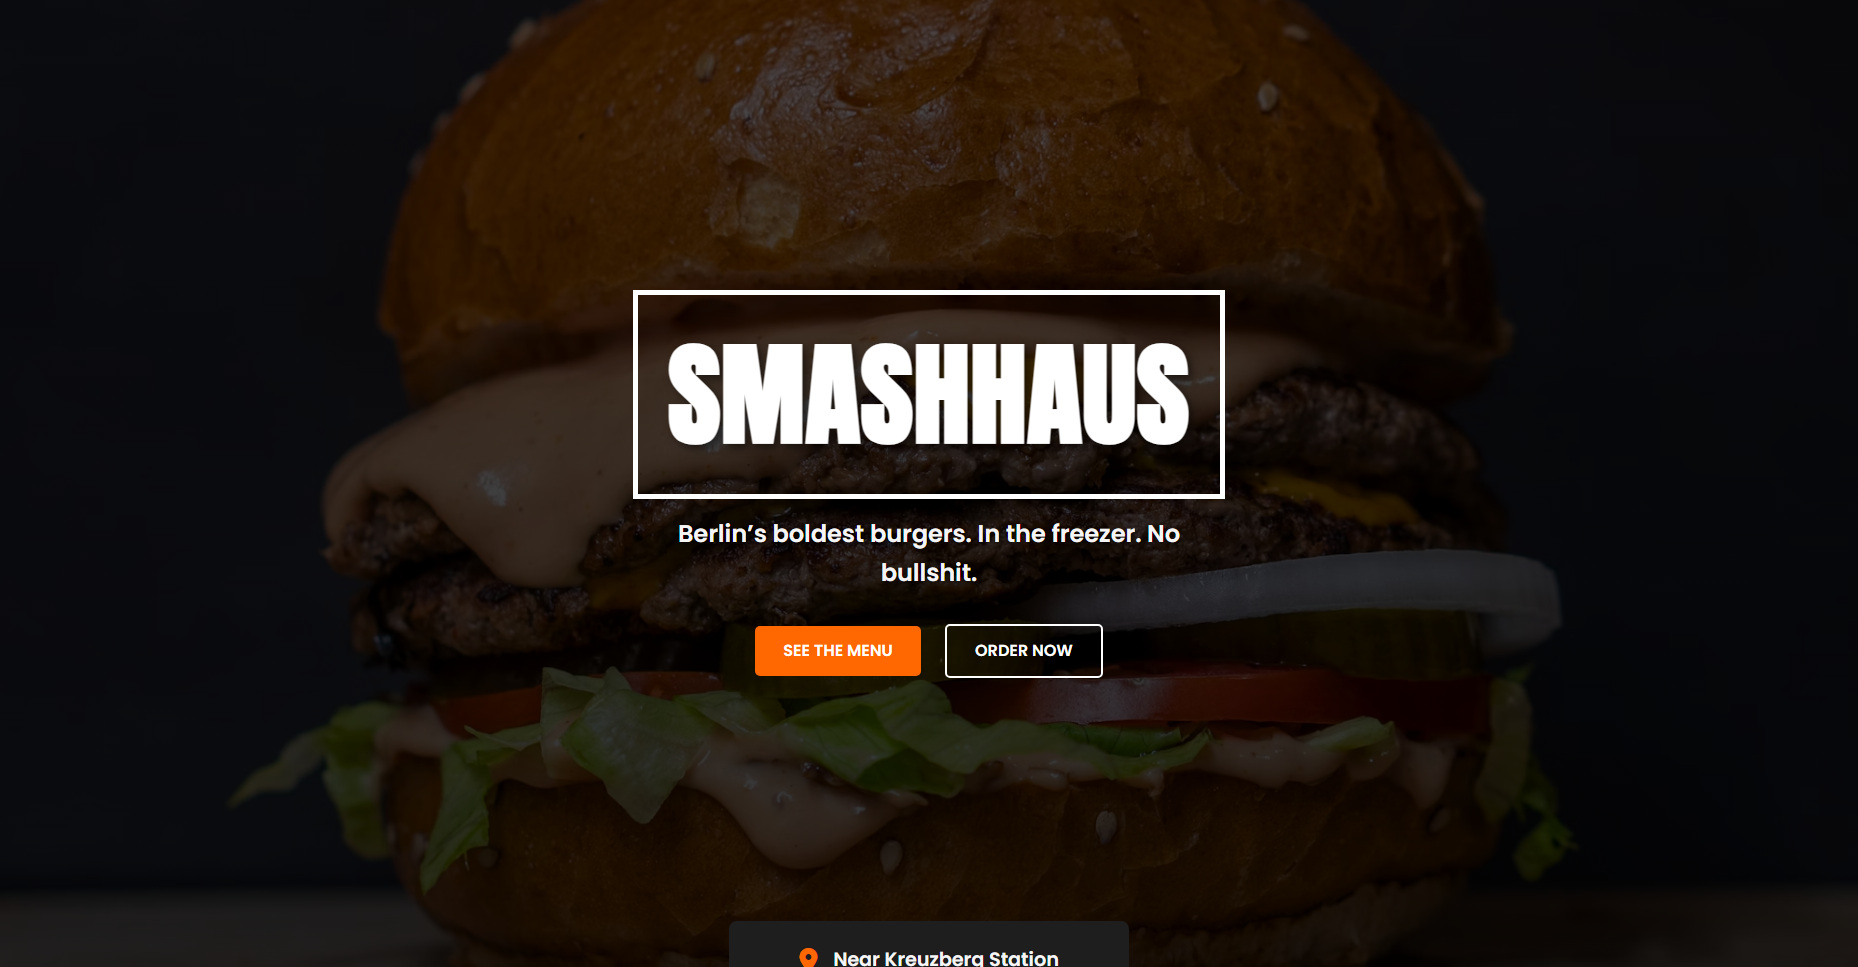 SMASHHAUS
Berlin’s boldest burgers. In the freezer. No
bullshit.
SEE THE MENU
ORDER NOW
Near Kreuzberg Station